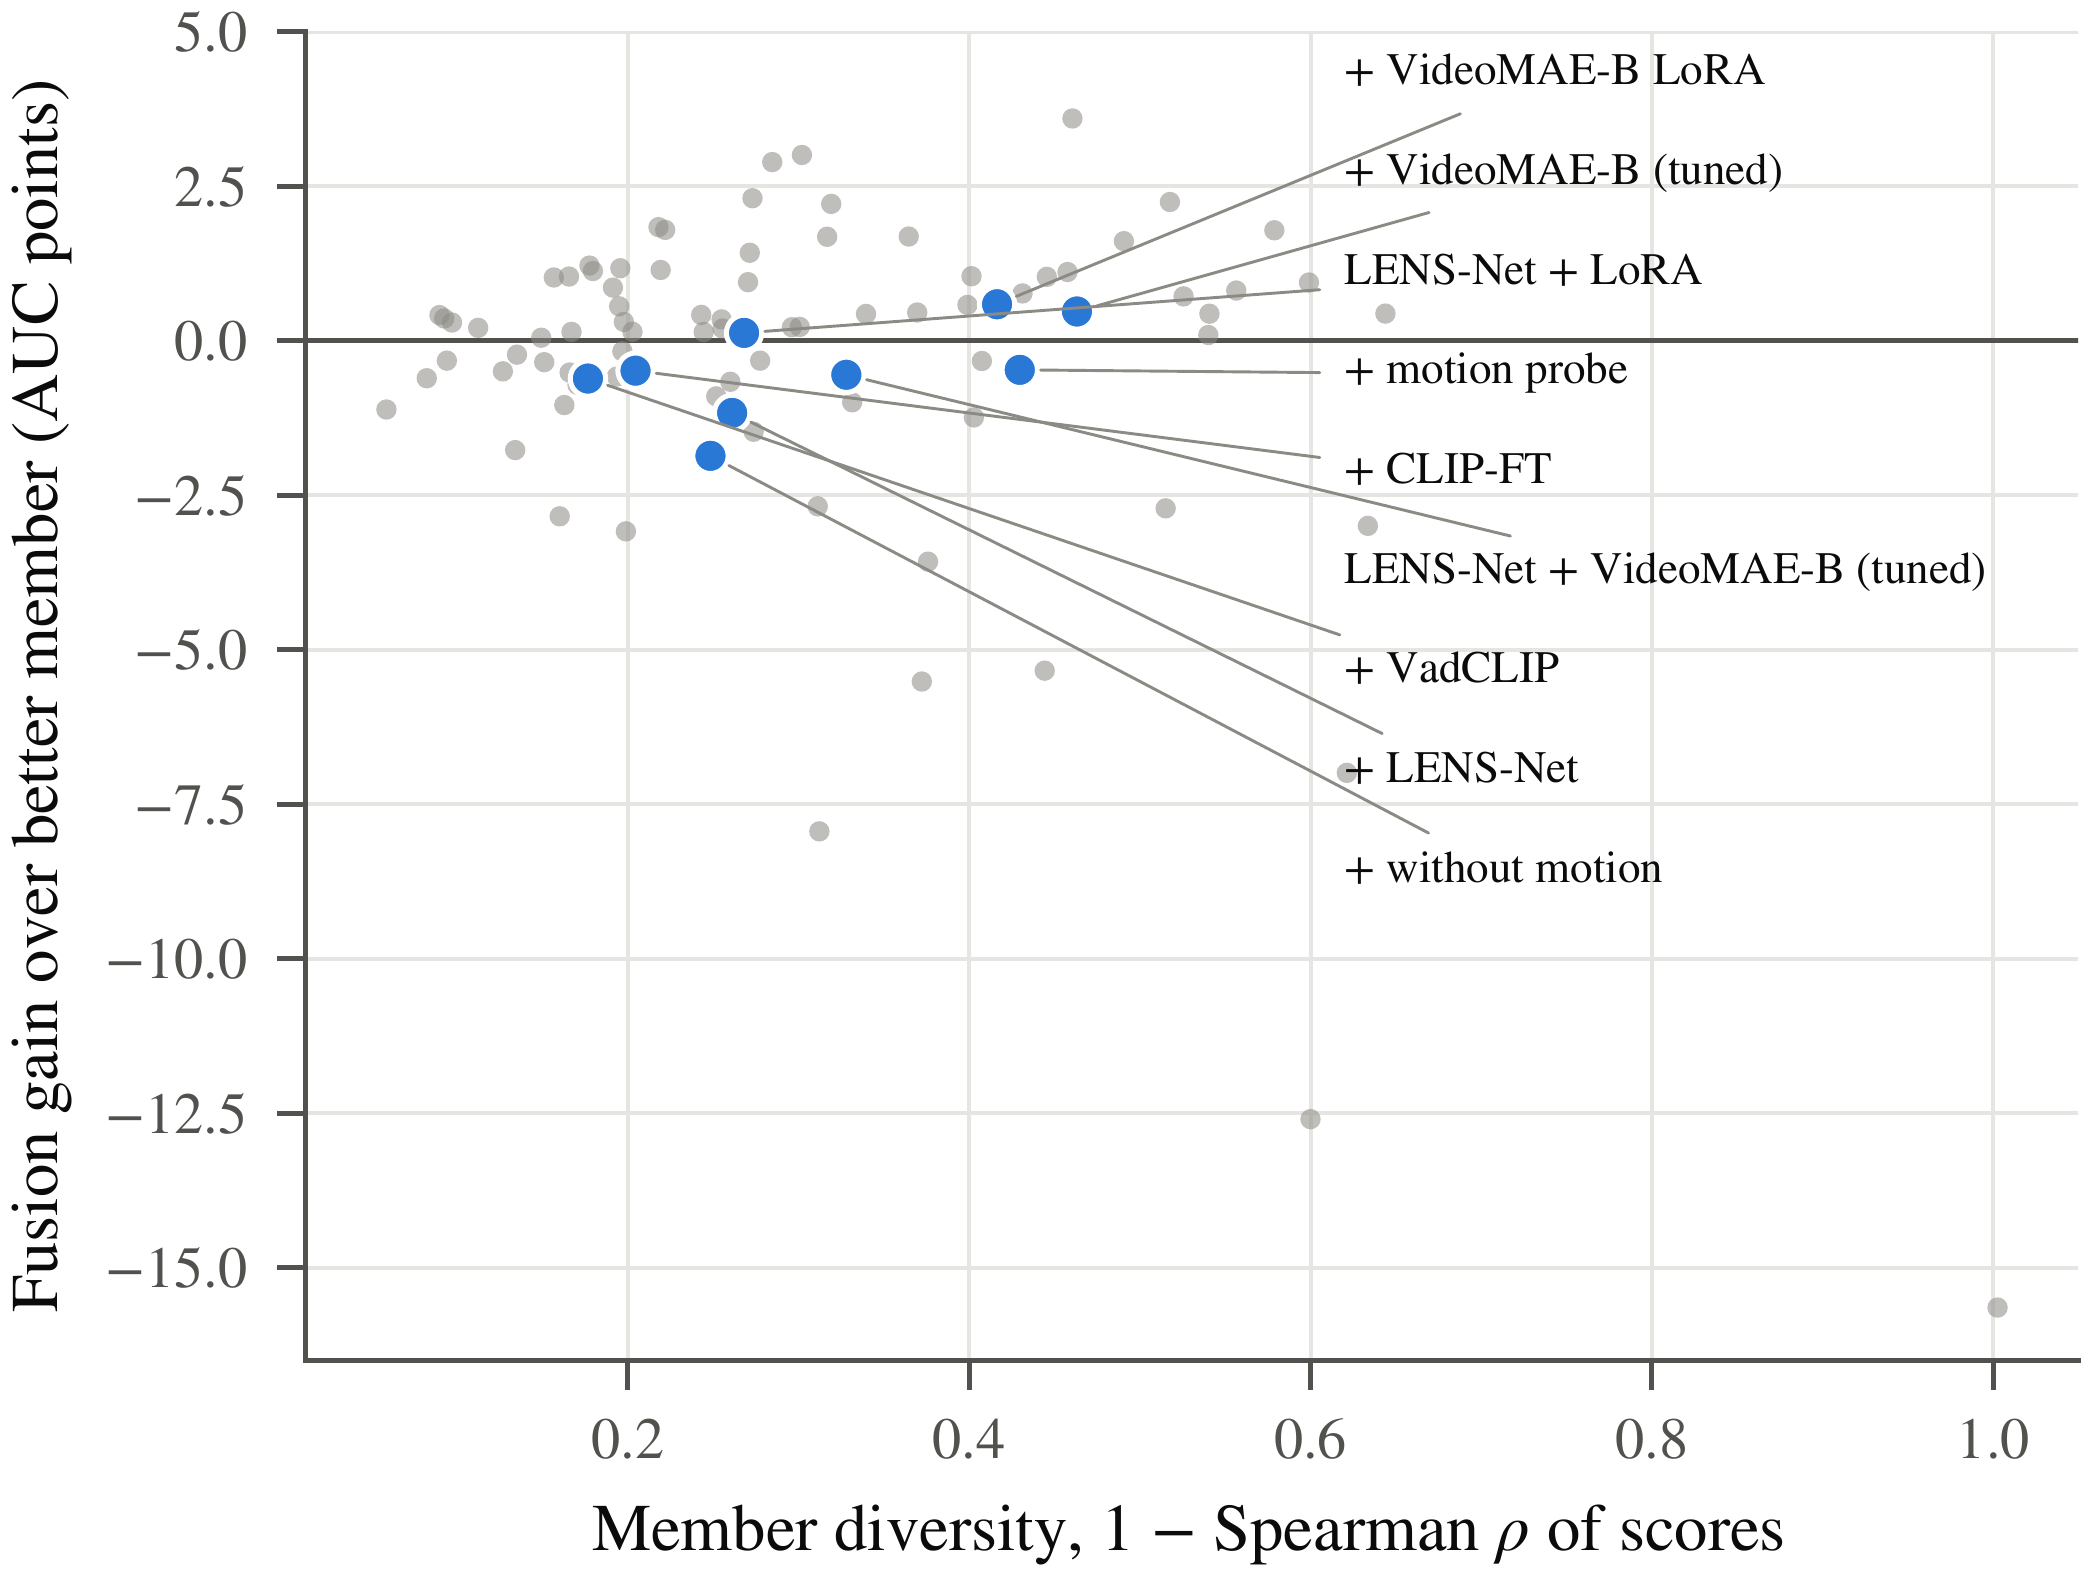 Fusion gain over better member (AUC points)
5.0
2.5
0.0
−2.5
−5.0
−7.5
−10.0
−12.5
−15.0
+ VideoMAE-B LoRA
+ VideoMAE-B (tuned)
LENS-Net + LoRA
+ motion probe
+ CLIP-FT
LENS-Net + VideoMAE-B (tuned)
+ VadCLIP
+ LENS-Net
+ without motion
0.2 0.4 0.6 0.8 1.0
Member diversity, 1 − Spearman ρ of scores